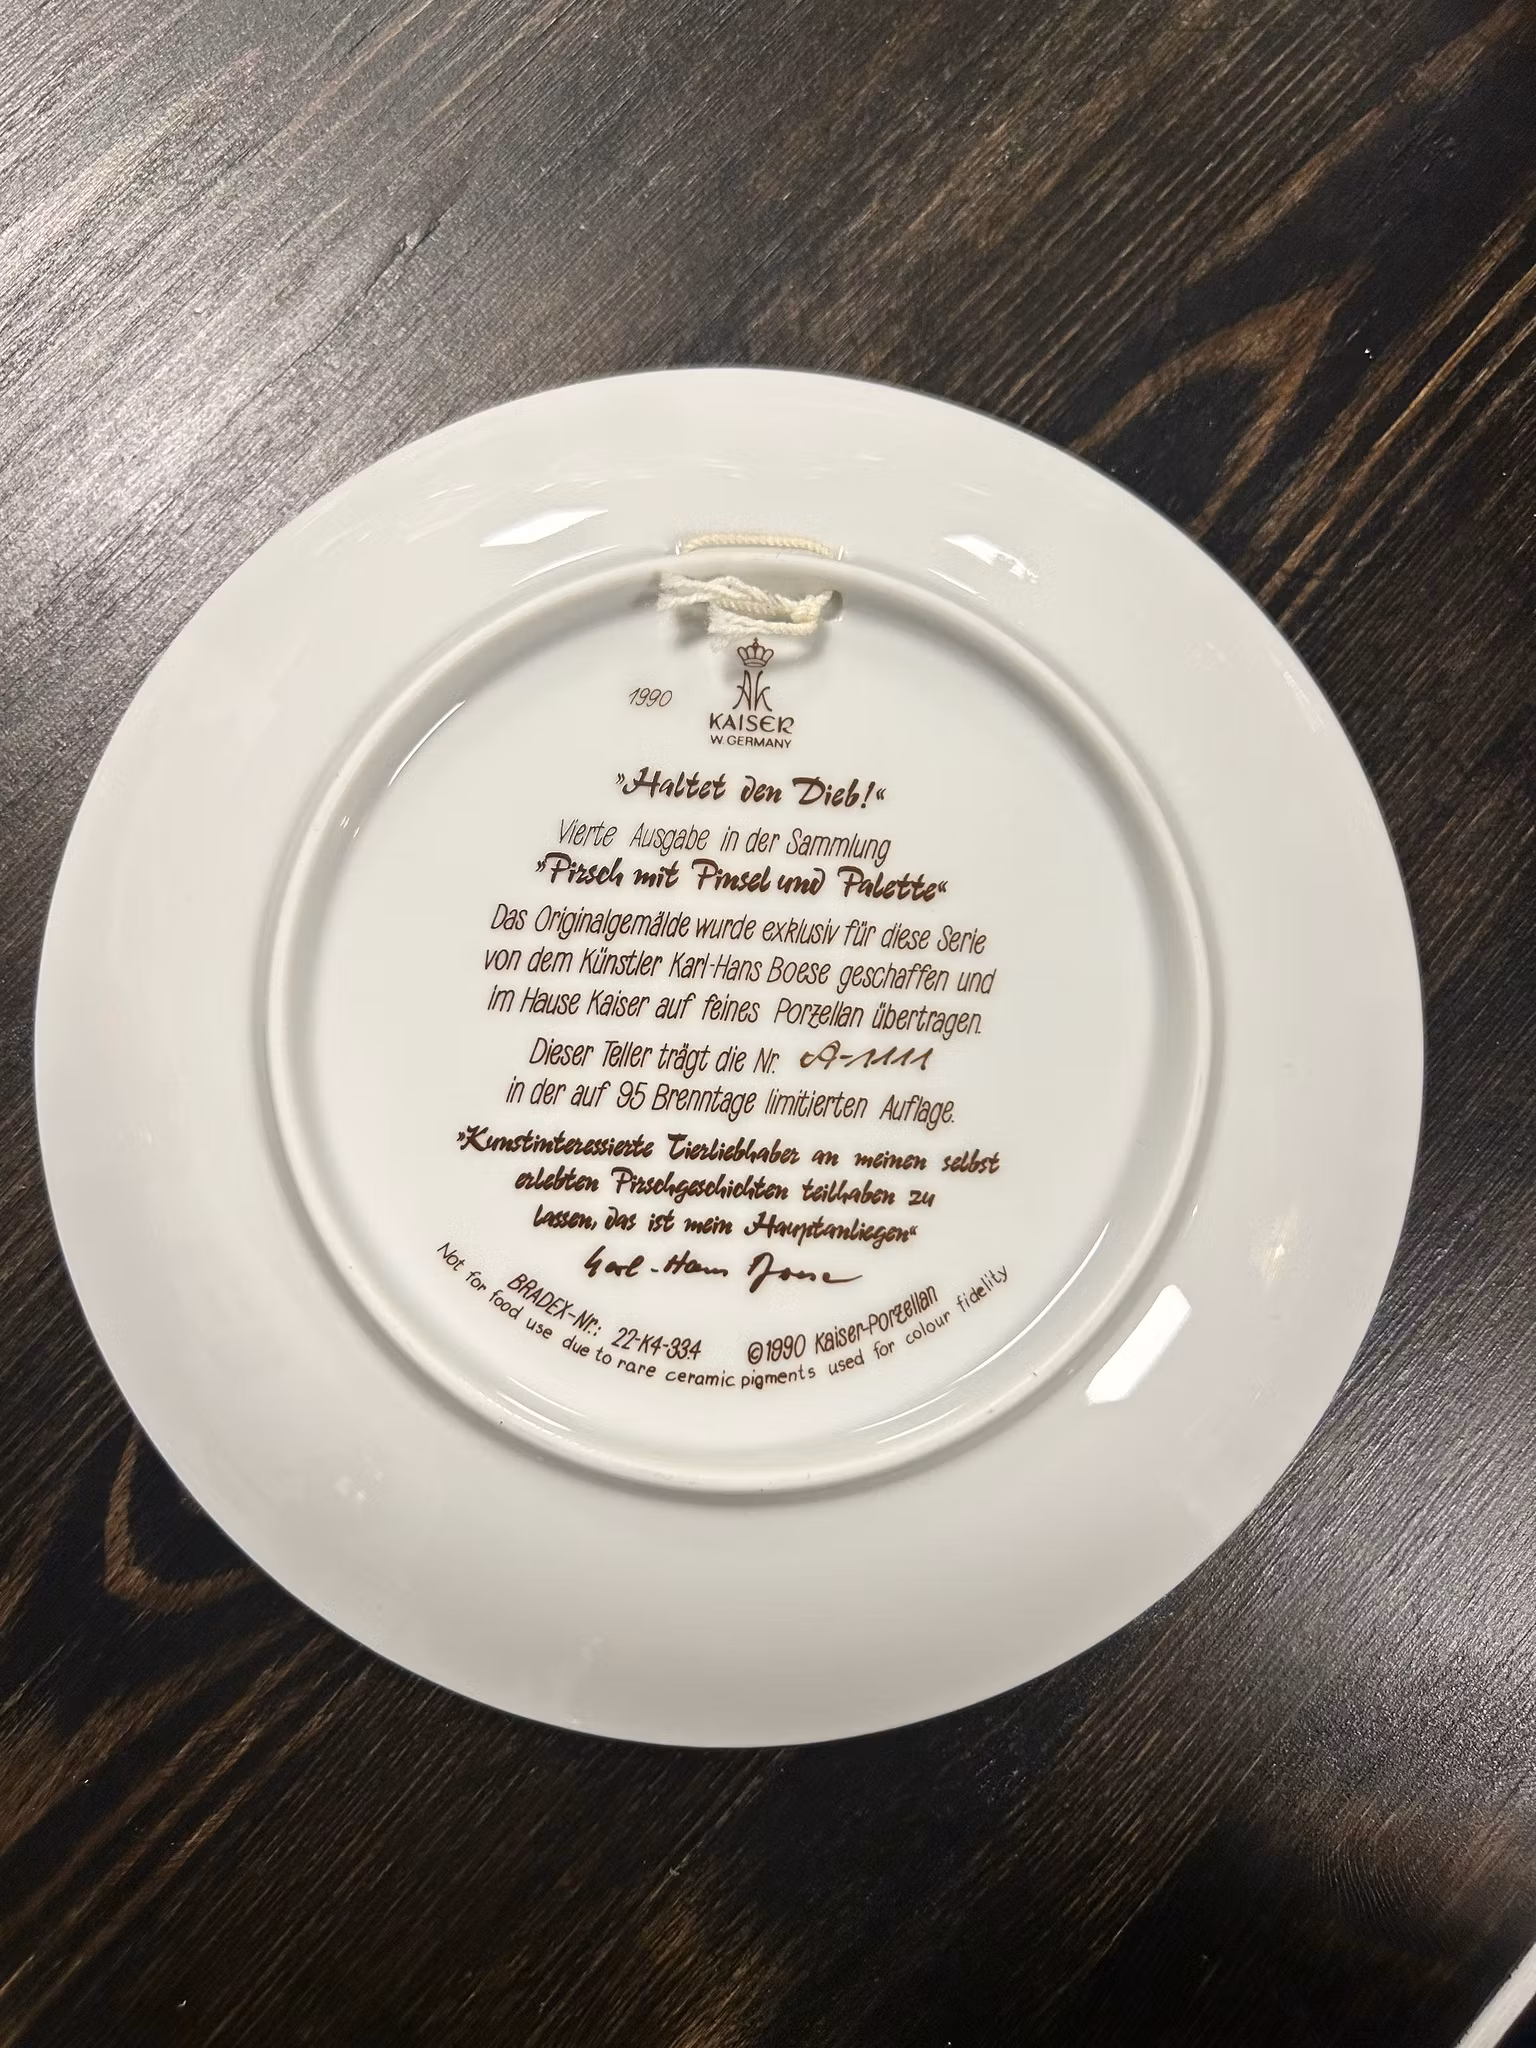 1990
AK
KAISER
W. GERMANY
»Haltet den Dieb!«
Vierte Ausgabe in der Sammlung
»Pirsch mit Pinsel und Palette«
Das Originalgemälde wurde exklusiv für diese Serie
von dem Künstler Karl-Hans Boese geschaffen und
im Hause Kaiser auf feines Porzellan übertragen.
Dieser Teller trägt die Nr. A-1111
in der auf 95 Brenntage limitierten Auflage.
»Kunstinteressierte Tierliebhaber an meinen selbst
erlebten Pirschgeschichten teilhaben zu
lassen, das ist mein Hauptanliegen«
Karl-Hans Boese
BRADEX-Nr.: 22-K4-33.4 ©1990 Kaiser-Porzellan
Not for food use due to rare ceramic pigments used for colour fidelity